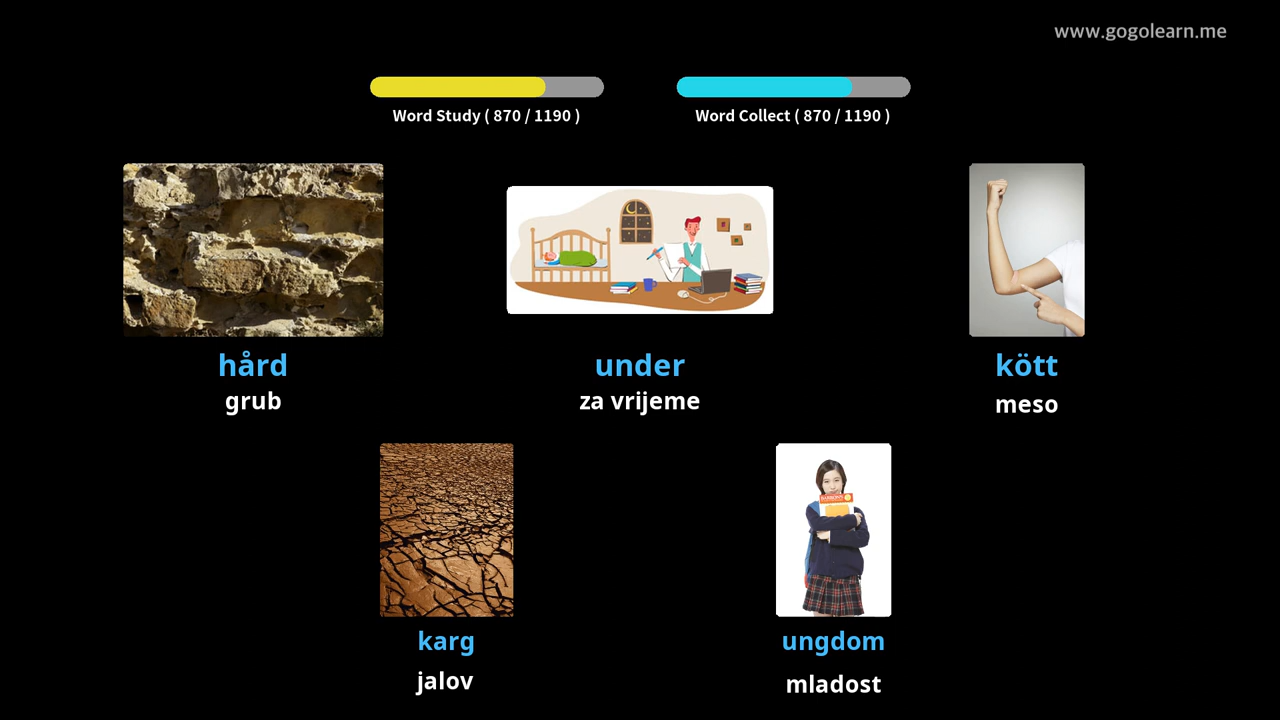 www.gogolearn.me
Word Study ( 870 / 1190 )
Word Collect ( 870 / 1190 )
hård
grub
under
za vrijeme
kött
meso
karg
jalov
ungdom
mladost